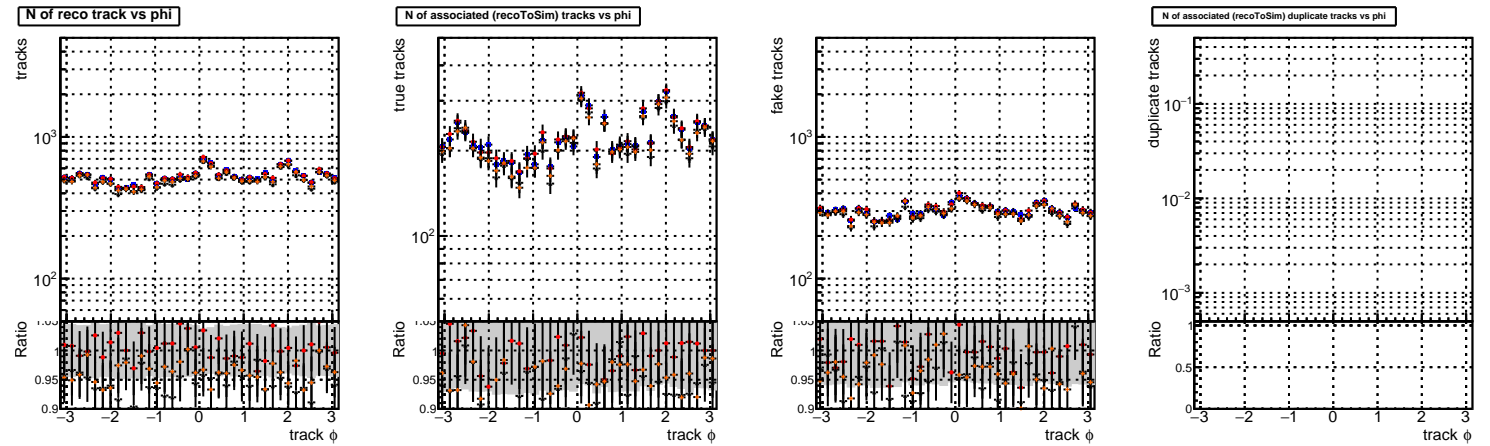 N of reco track vs phi
tracks
10³
10²
Ratio
1
0.95
0.9
−3 −2 −1 0 1 2 3
track ϕ
N of associated (recoToSim) tracks vs phi
true tracks
10²
Ratio
1
0.95
0.9
−3 −2 −1 0 1 2 3
track ϕ
fake tracks
10³
10²
Ratio
1
0.95
0.9
−3 −2 −1 0 1 2 3
track ϕ
N of associated (recoToSim) duplicate tracks vs phi
duplicate tracks
10⁻¹
10⁻²
10⁻³
Ratio
1
0.5
0
−3 −2 −1 0 1 2 3
track ϕ